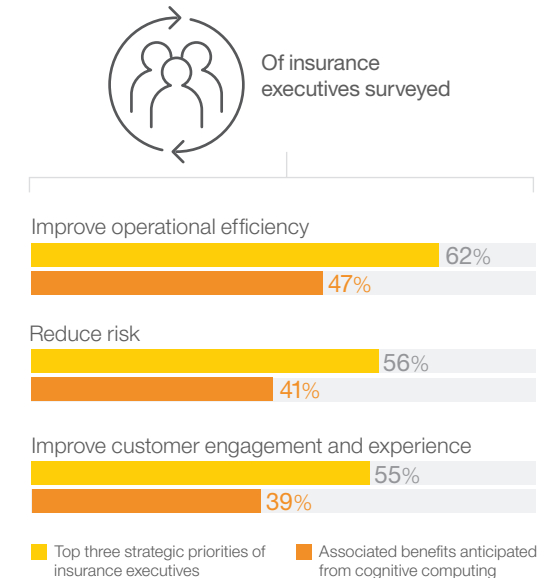 Of insurance
executives surveyed
Improve operational efficiency
62%
47%
Reduce risk
56%
41%
Improve customer engagement and experience
55%
39%
Top three strategic priorities of
insurance executives
Associated benefits anticipated
from cognitive computing